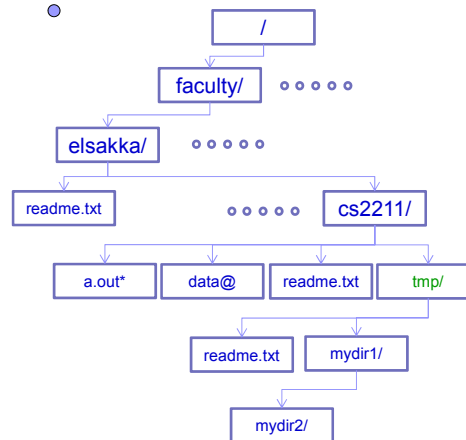 /
faculty/
elsakka/
readme.txt
cs2211/
a.out*
data@
readme.txt
tmp/
readme.txt
mydir1/
mydir2/